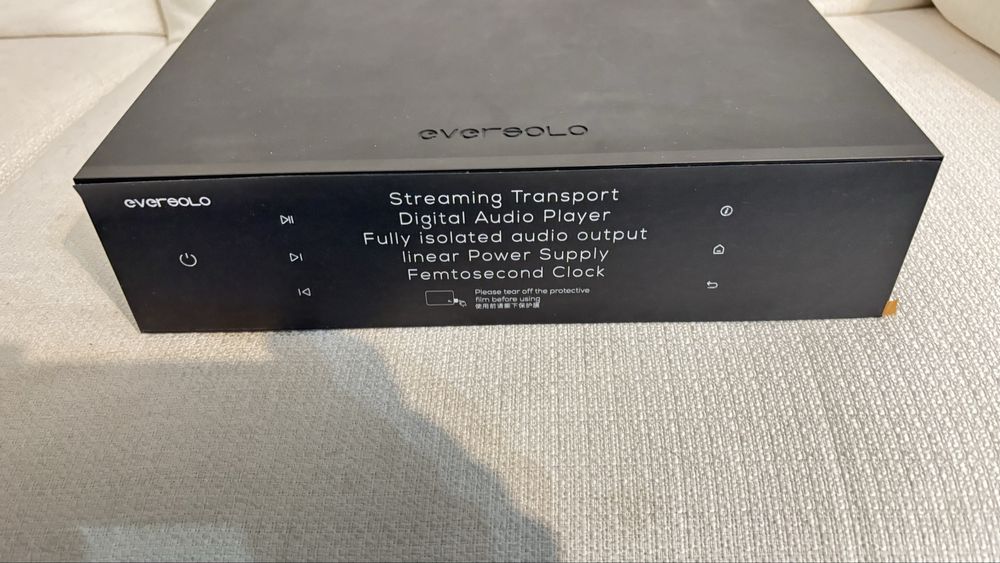 eversolo
eversolo
Streaming Transport
Digital Audio Player
Fully isolated audio output
linear Power Supply
Femtosecond Clock
Please tear off the protective
film before using
使用前请撕下保护膜